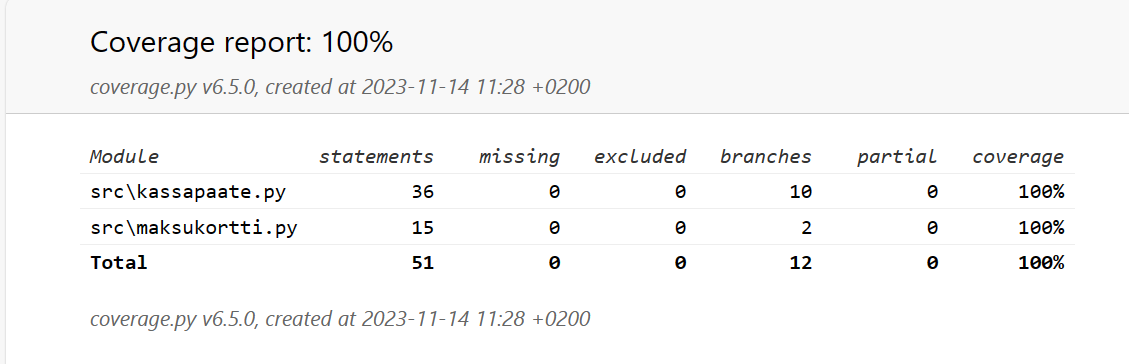 Coverage report: 100%
coverage.py v6.5.0, created at 2023-11-14 11:28 +0200
Module statements missing excluded branches partial coverage
src\kassapaate.py 36 0 0 10 0 100%
src\maksukortti.py 15 0 0 2 0 100%
Total 51 0 0 12 0 100%
coverage.py v6.5.0, created at 2023-11-14 11:28 +0200